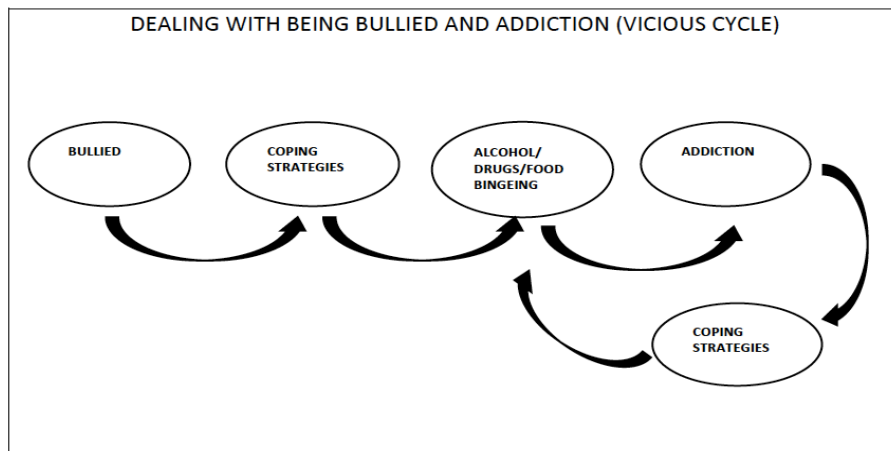 DEALING WITH BEING BULLIED AND ADDICTION (VICIOUS CYCLE)
BULLIED
COPING
STRATEGIES
ALCOHOL/
DRUGS/FOOD
BINGEING
ADDICTION
COPING
STRATEGIES